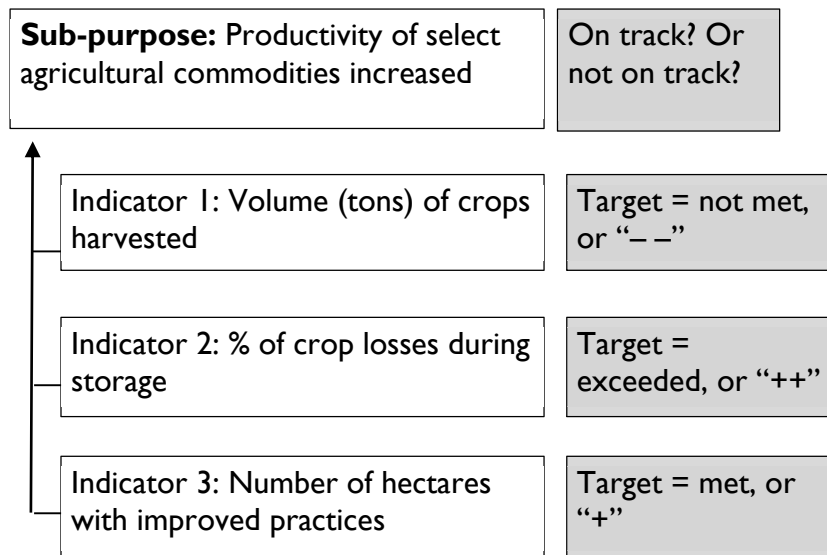 Sub-purpose: Productivity of select
agricultural commodities increased
On track? Or
not on track?
Indicator 1: Volume (tons) of crops
harvested
Target = not met,
or “– –”
Indicator 2: % of crop losses during
storage
Target =
exceeded, or “++”
Indicator 3: Number of hectares
with improved practices
Target = met, or
“+”